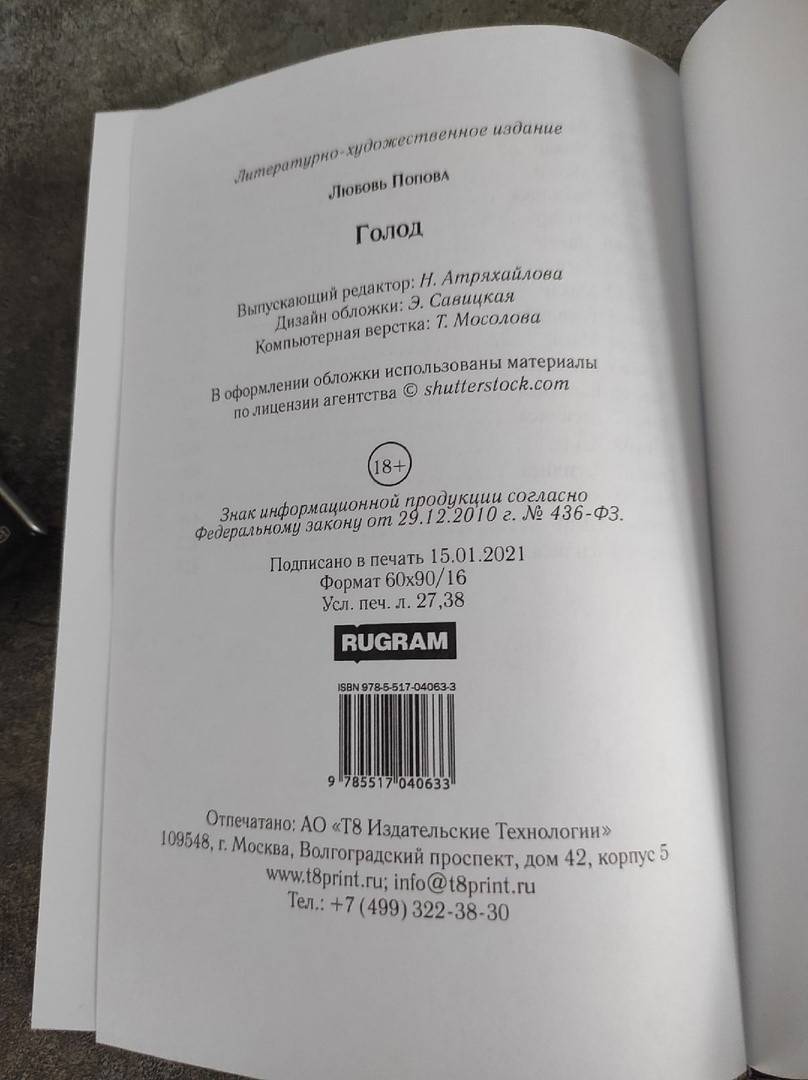 Литературно-художественное издание
Любовь Попова
Голод
Выпускающий редактор: Н. Атряхайлова
Дизайн обложки: Э. Савицкая
Компьютерная верстка: Т. Мосолова
В оформлении обложки использованы материалы
по лицензии агентства © shutterstock.com
18+
Знак информационной продукции согласно
Федеральному закону от 29.12.2010 г. № 436-ФЗ.
Подписано в печать 15.01.2021
Формат 60х90/16
Усл. печ. л. 27,38
RUGRAM
ISBN 978-5-517-04063-3
9 785517 040633
Отпечатано: АО «Т8 Издательские Технологии»
109548, г. Москва, Волгоградский проспект, дом 42, корпус 5
www.t8print.ru; info@t8print.ru
Тел.: +7 (499) 322-38-30